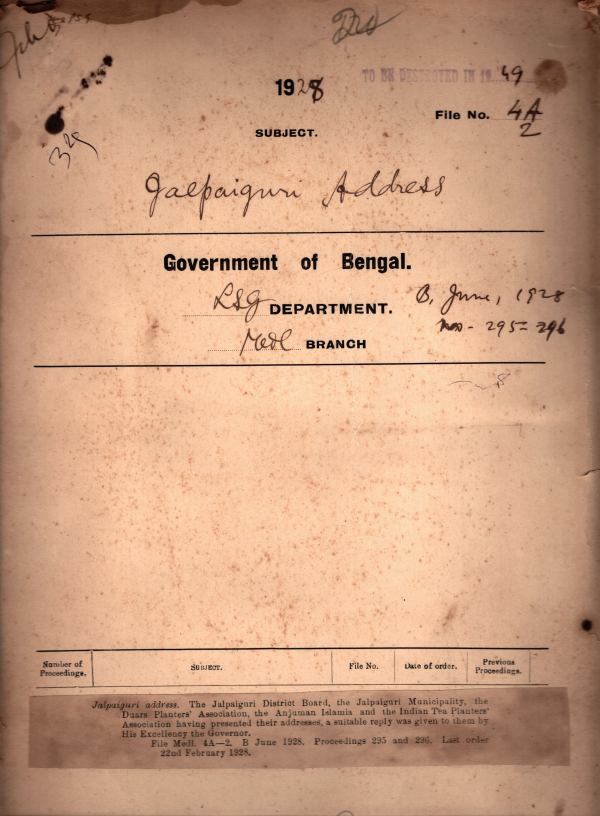 1928
TO BE DESTROYED IN 19 49
File No. 4A
2
SUBJECT.
329
Jalpaiguri Address
Government of Bengal.
LSG DEPARTMENT.
B, June, 1928
Nos - 295 - 296
Medl BRANCH
Number of Proceedings. SUBJECT. File No. Date of order. Previous Proceedings.
Jalpaiguri address. The Jalpaiguri District Board, the Jalpaiguri Municipality, the
Duars Planters' Association, the Anjuman Islamia and the Indian Tea Planters'
Association having presented their addresses, a suitable reply was given to them by
His Excellency the Governor.
File Medl. 4A—2. B June 1928. Proceedings 295 and 296. Last order
22nd February 1928.